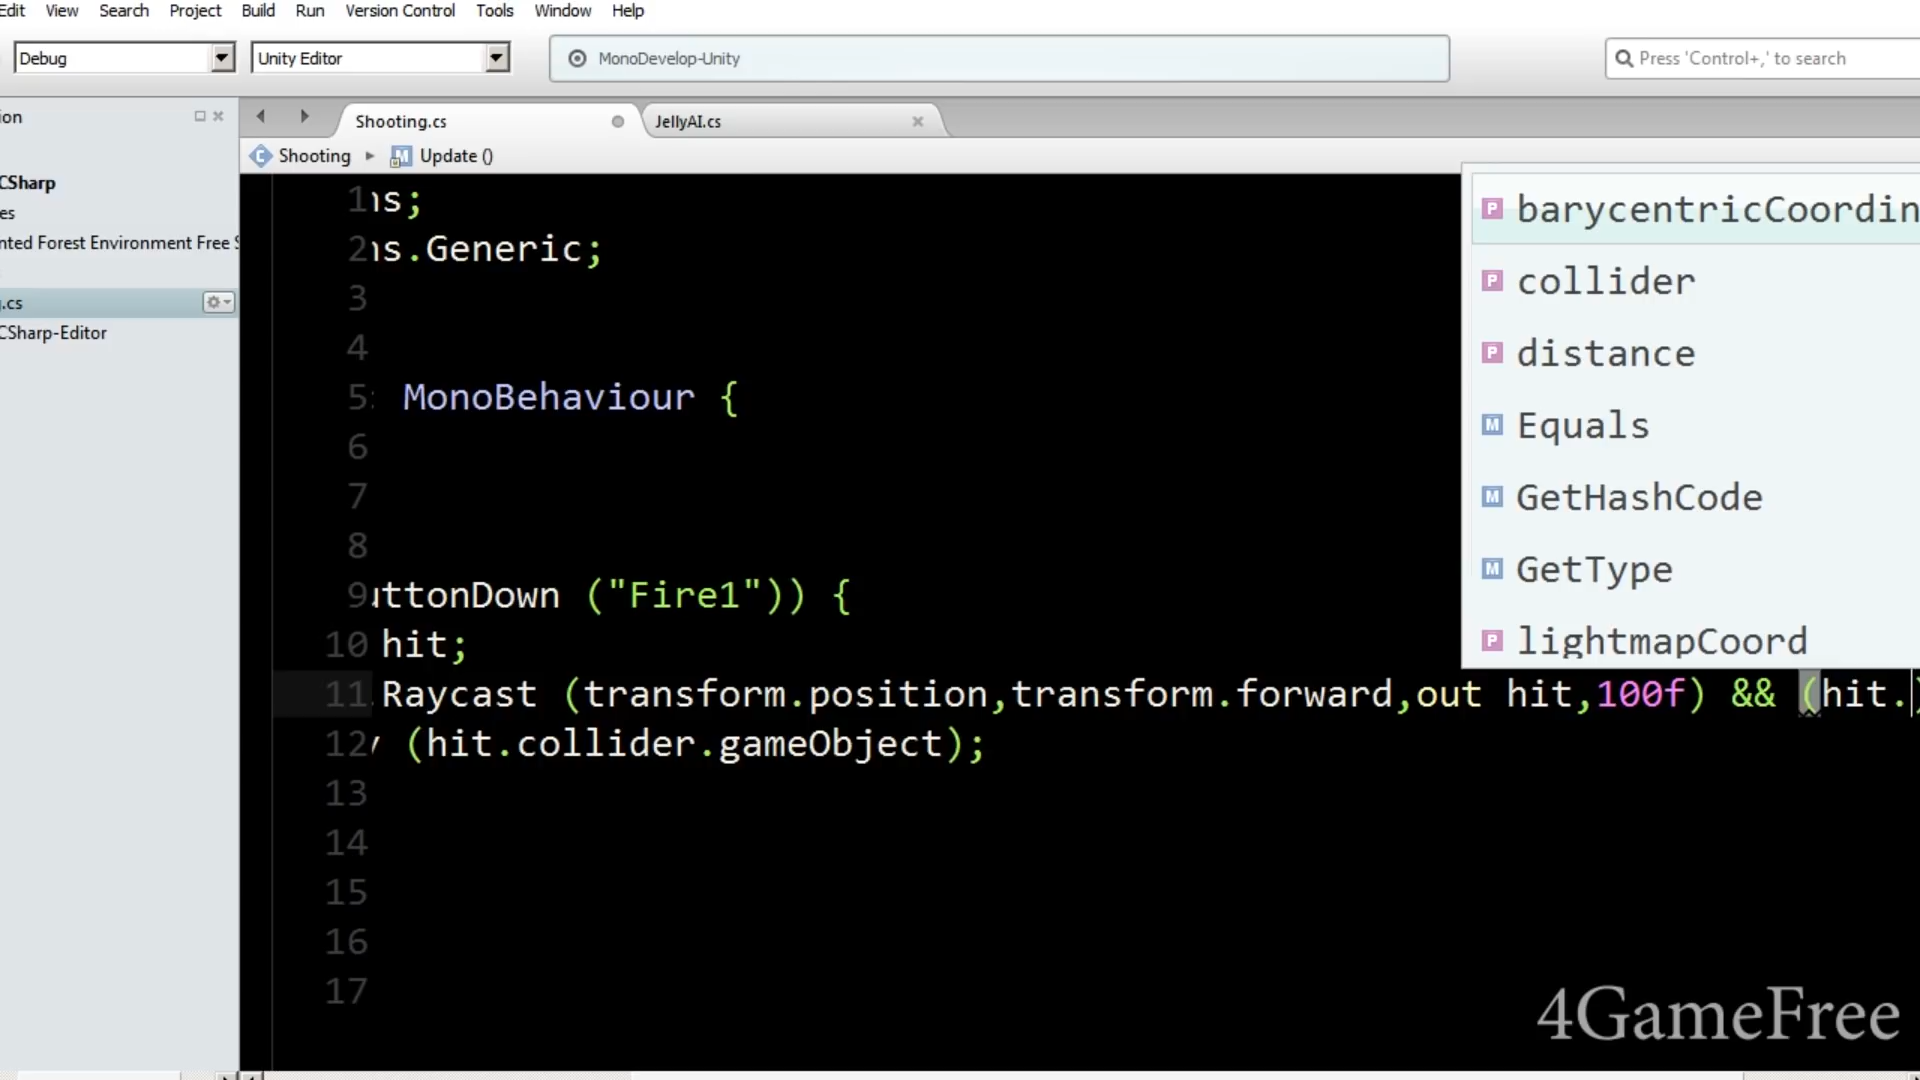 Edit View Search Project Build Run Version Control Tools Window Help
Debug Unity Editor MonoDevelop-Unity Press 'Control+,' to search
ion
Shooting.cs JellyAI.cs
Shooting Update ()
CSharp
es
nted Forest Environment Free S
.cs
CSharp-Editor
1 ns;
2 ns.Generic;
3
4
5 : MonoBehaviour {
6
7
8
9 uttonDown ("Fire1")) {
10 hit;
11 Raycast (transform.position,transform.forward,out hit,100f) && (hit.)
12 y (hit.collider.gameObject);
13
14
15
16
17
barycentricCoordin
collider
distance
Equals
GetHashCode
GetType
lightmapCoord
4GameFree